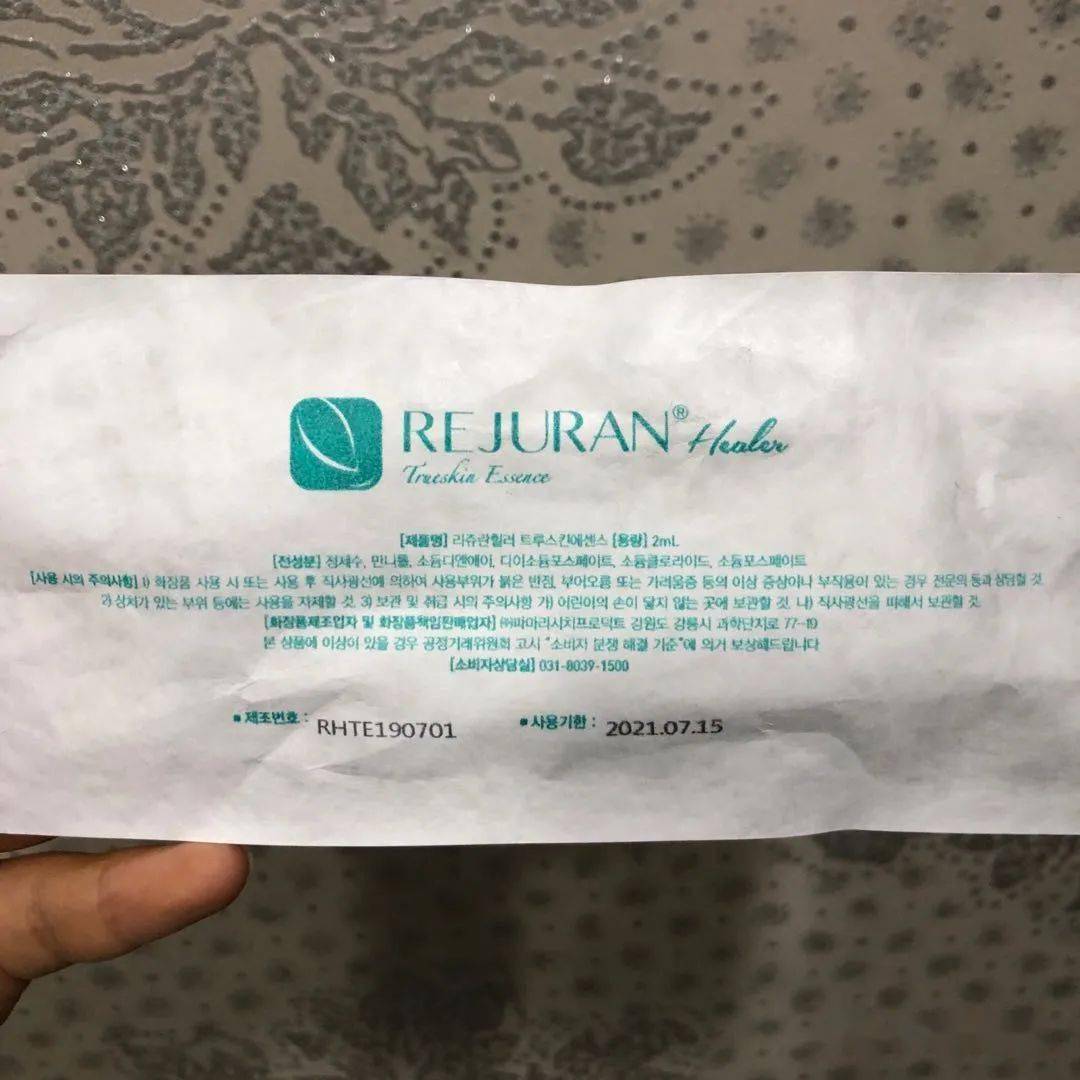 REJURAN® Healer
Trueskin Essence
[제품명] 리쥬란힐러 트루스킨에센스 [용량] 2mL
[전성분] 정제수, 만니톨, 소듐디엔에이, 디이소듐포스페이트, 소듐클로라이드, 소듐포스페이트
[사용 시의 주의사항] 1) 화장품 사용 시 또는 사용 후 직사광선에 의하여 사용부위가 붉은 반점, 부어오름 또는 가려움증 등의 이상 증상이나 부작용이 있는 경우 전문의 등과 상담할 것
2) 상처가 있는 부위 등에는 사용을 자제할 것. 3) 보관 및 취급 시의 주의사항 가) 어린이의 손이 닿지 않는 곳에 보관할 것. 나) 직사광선을 피해서 보관할 것.
[화장품제조업자 및 화장품책임판매업자] ㈜파마리서치프로덕트 강원도 강릉시 과학단지로 77-19
본 상품에 이상이 있을 경우 공정거래위원회 고시 "소비자 분쟁 해결 기준"에 의거 보상해드립니다
[소비자상담실] 031-8039-1500
▪ 제조번호 : RHTE190701 ▪ 사용기한 : 2021.07.15